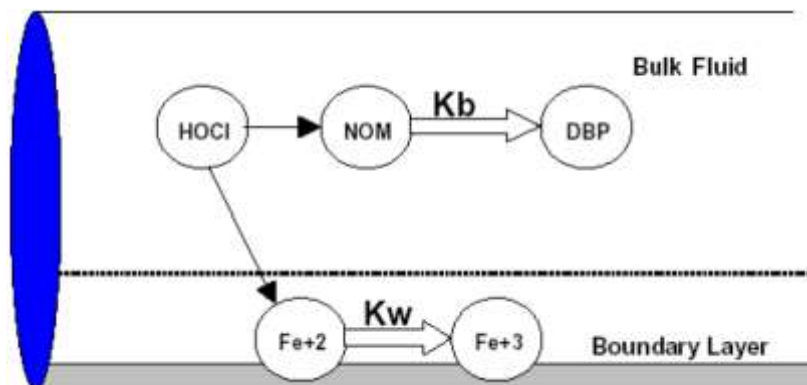 Bulk Fluid
Kb
HOCl
NOM
DBP
Kw
Fe+2
Fe+3
Boundary Layer